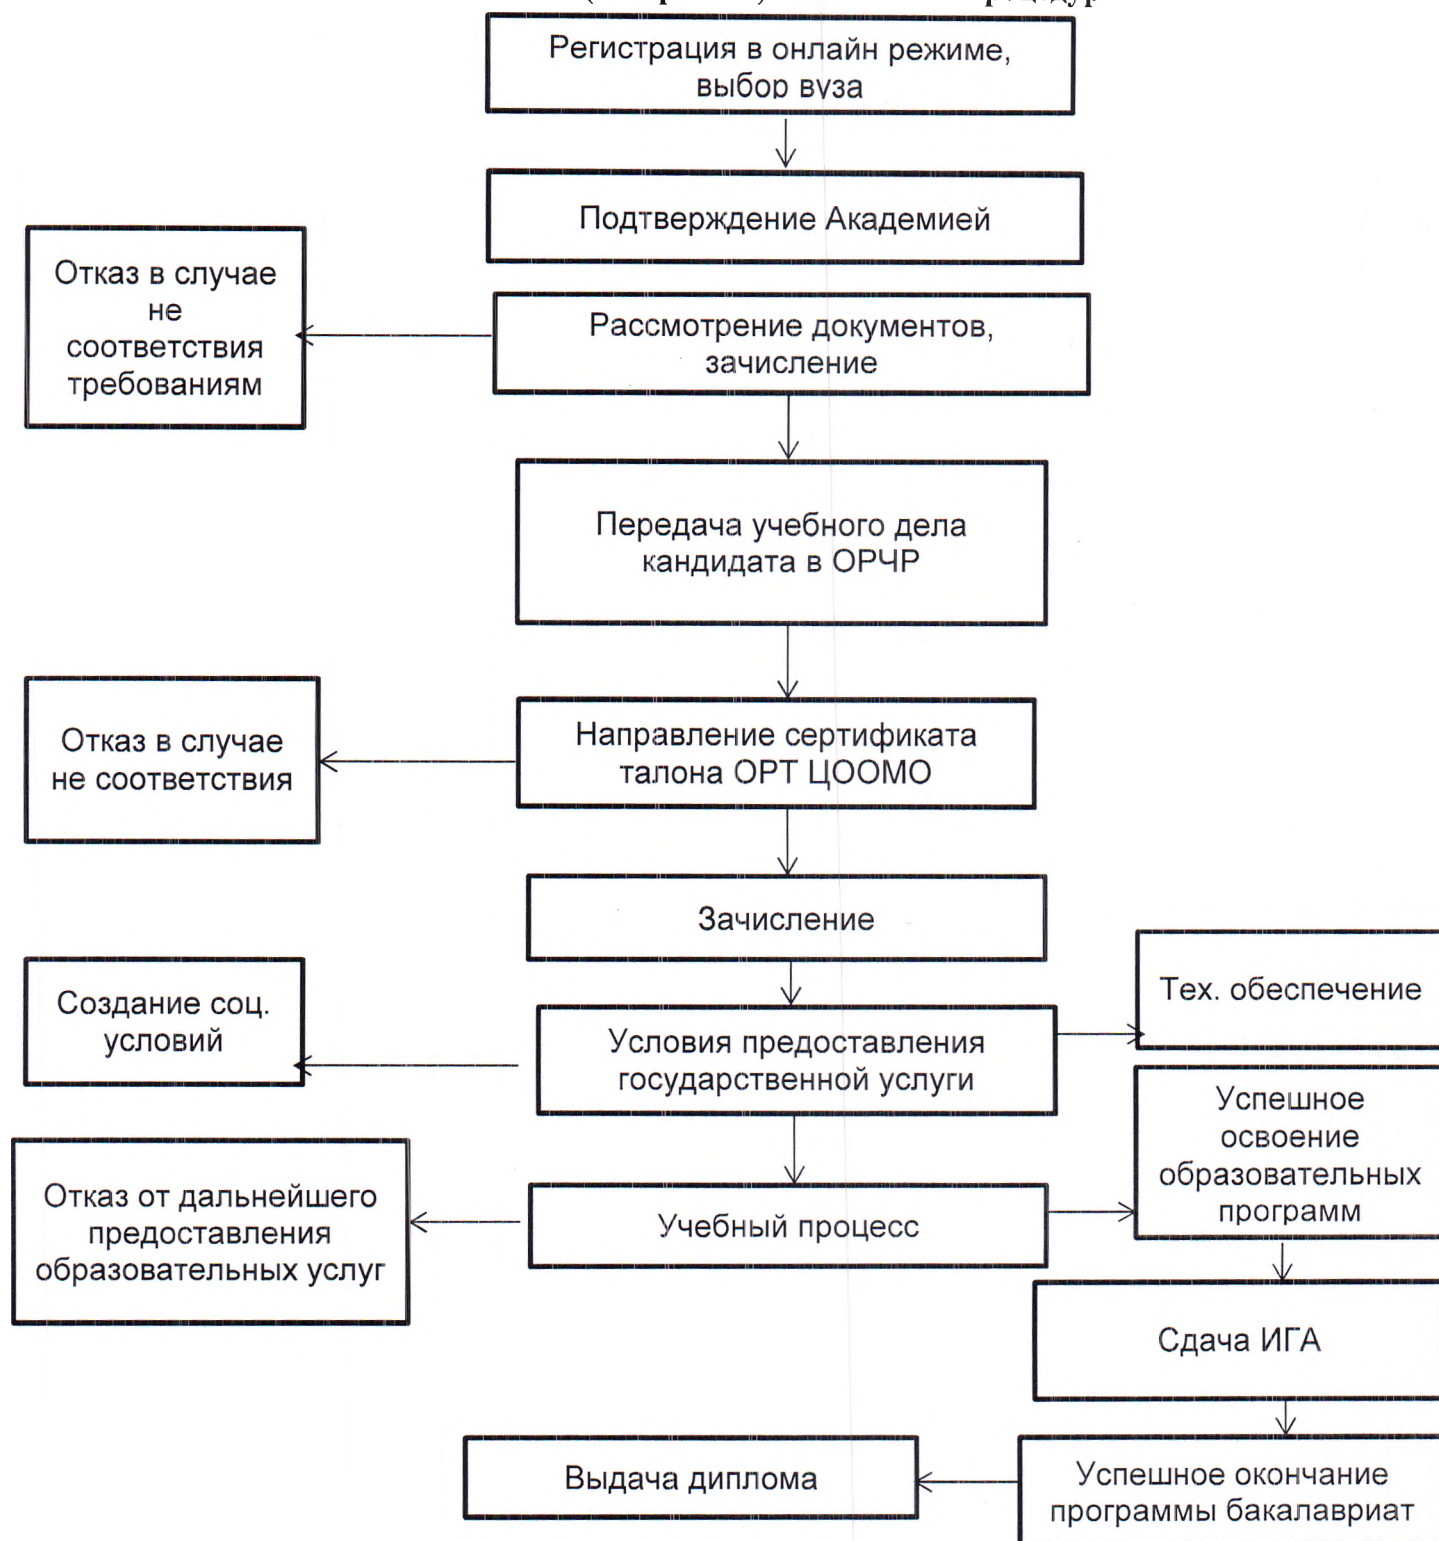 Регистрация в онлайн режиме,
выбор вуза
Подтверждение Академией
Отказ в случае
не
соответствия
требованиям
Рассмотрение документов,
зачисление
Передача учебного дела
кандидата в ОРЧР
Отказ в случае
не соответствия
Направление сертификата
талона ОРТ ЦООМО
Зачисление
Создание соц.
условий
Условия предоставления
государственной услуги
Тех. обеспечение
Отказ от дальнейшего
предоставления
образовательных услуг
Учебный процесс
Успешное
освоение
образовательных
программ
Сдача ИГА
Выдача диплома
Успешное окончание
программы бакалавриат